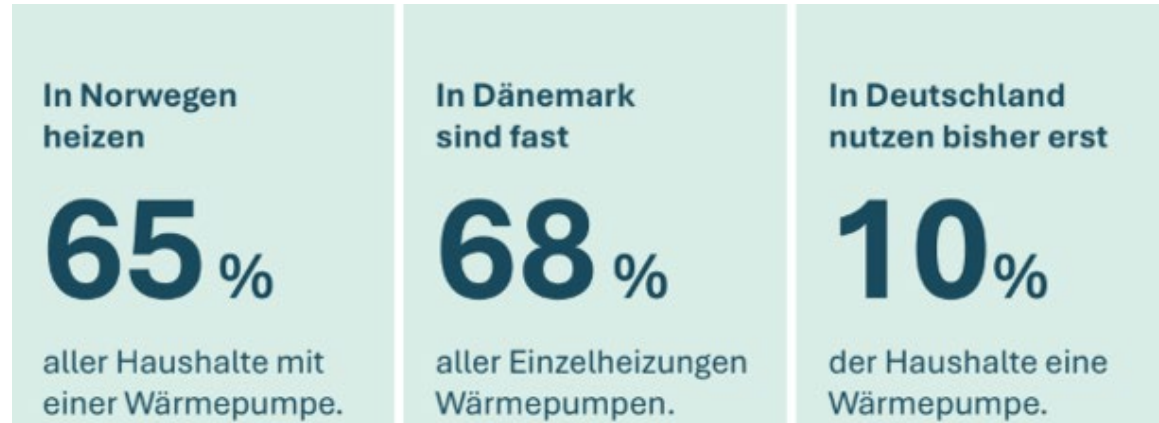 In Norwegen
heizen
65 %
aller Haushalte mit
einer Wärmepumpe.
In Dänemark
sind fast
68 %
aller Einzelheizungen
Wärmepumpen.
In Deutschland
nutzen bisher erst
10%
der Haushalte eine
Wärmepumpe.